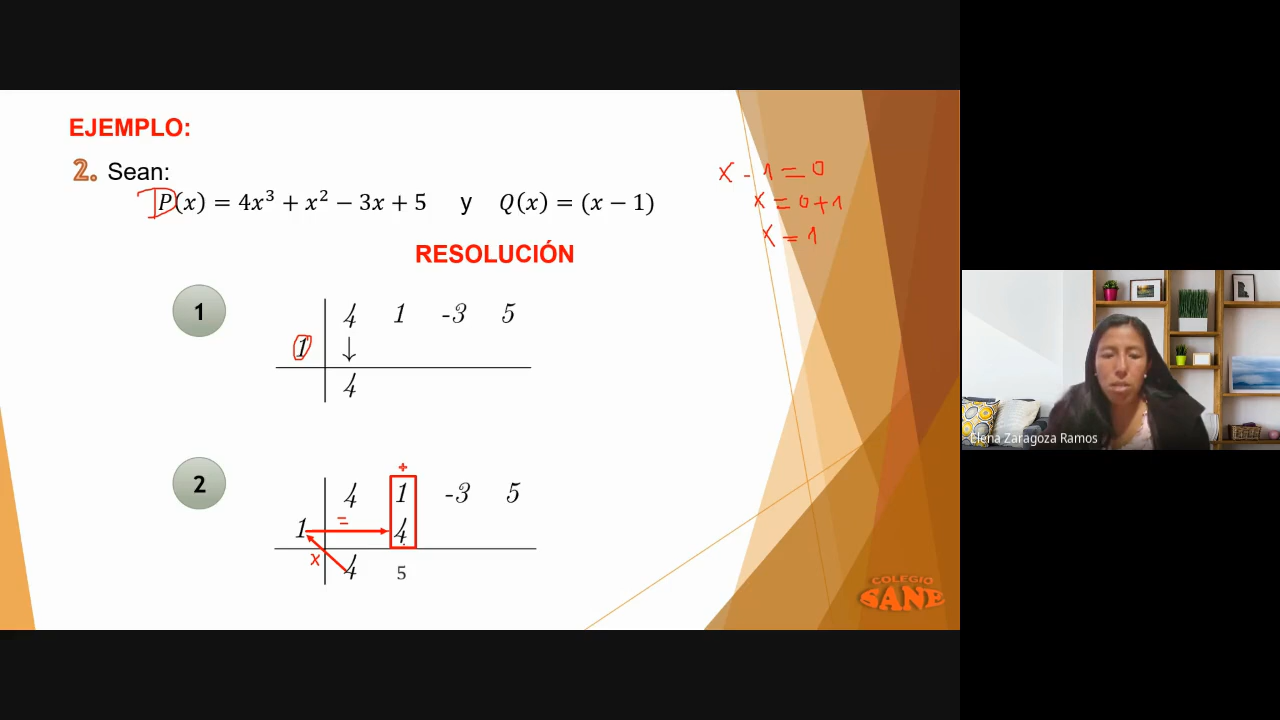 EJEMPLO:
2. Sean:
P(x) = 4x³ + x² − 3x + 5 y Q(x) = (x − 1)
x - 1 = 0
x = 0 + 1
x = 1
RESOLUCIÓN
1
4 1 -3 5
1
4
2
+
4 1 -3 5
1 = 4
x
4 5
COLEGIO
SANE
Elena Zaragoza Ramos